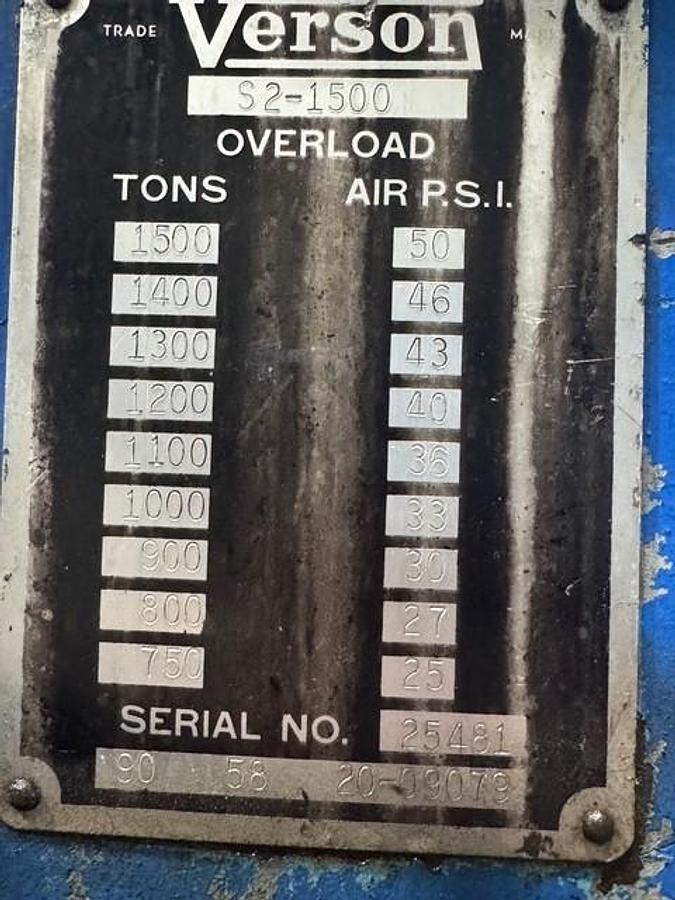 TRADE Verson
S2-1500
OVERLOAD
TONS AIR P.S.I.
1500 50
1400 46
1300 43
1200 40
1100 36
1000 33
900 30
800 27
750 25
SERIAL NO. 25481
90 58 20-09079